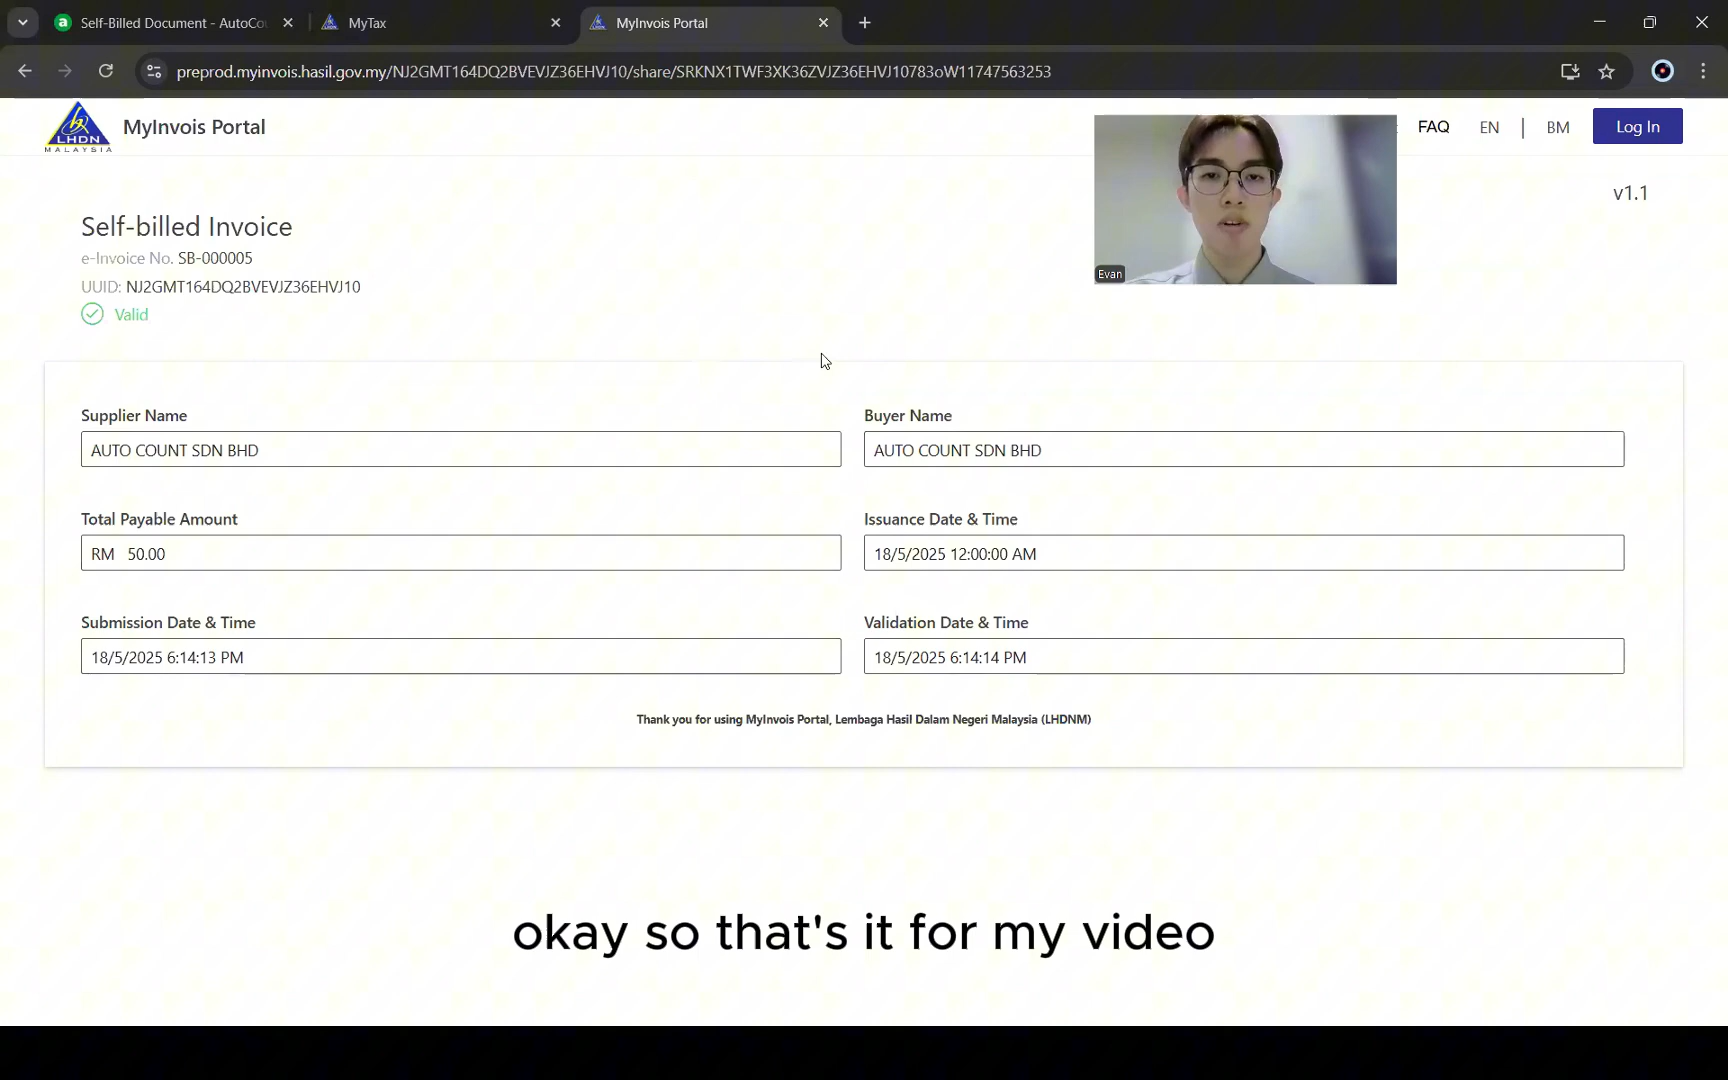 Self-Billed Document - AutoCo
MyTax
MyInvois Portal
preprod.myinvois.hasil.gov.my/NJ2GMT164DQ2BVEVJZ36EHVJ10/share/SRKNX1TWF3XK36ZVJZ36EHVJ10783oW11747563253
LHDN
MALAYSIA
MyInvois Portal
FAQ
EN
|
BM
Log In
v1.1
Evan
Self-billed Invoice
e-Invoice No. SB-000005
UUID: NJ2GMT164DQ2BVEVJZ36EHVJ10
Valid
Supplier Name
AUTO COUNT SDN BHD
Buyer Name
AUTO COUNT SDN BHD
Total Payable Amount
RM 50.00
Issuance Date & Time
18/5/2025 12:00:00 AM
Submission Date & Time
18/5/2025 6:14:13 PM
Validation Date & Time
18/5/2025 6:14:14 PM
Thank you for using MyInvois Portal, Lembaga Hasil Dalam Negeri Malaysia (LHDNM)
okay so that's it for my video